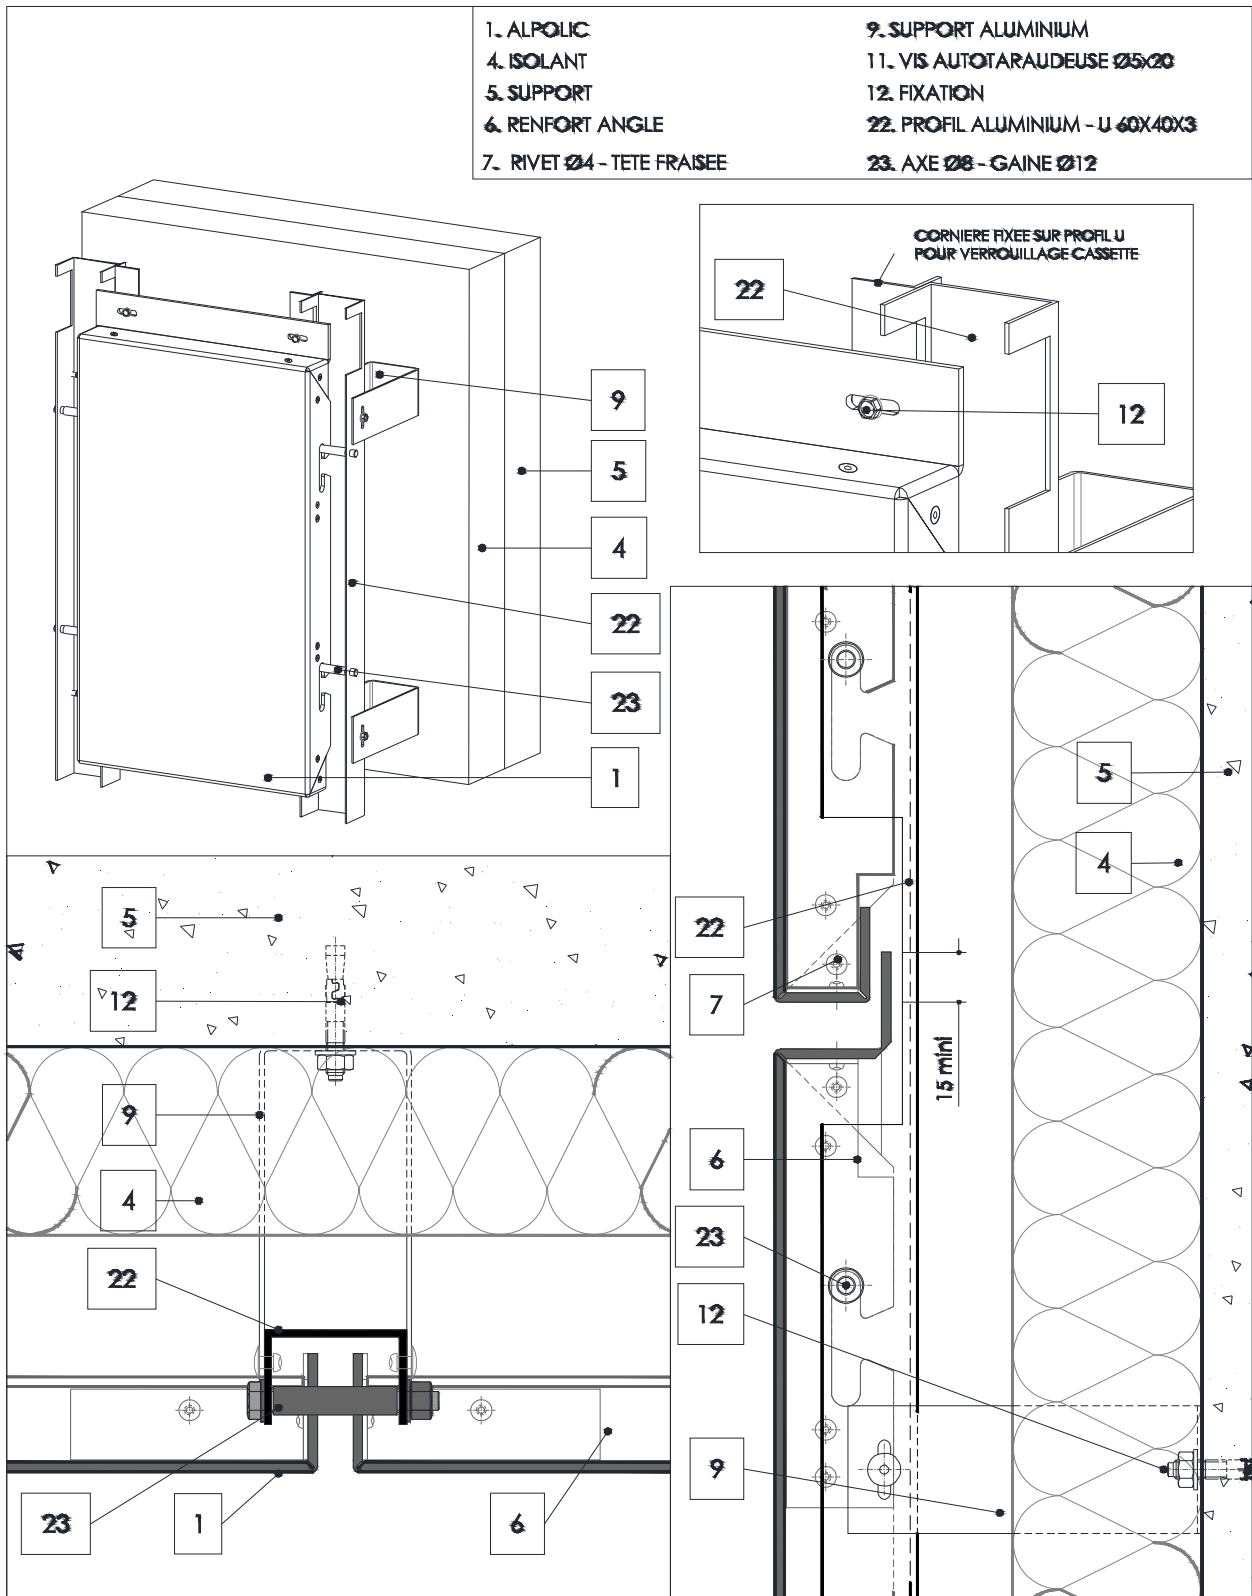 1. ALPOLIC
4. ISOLANT
5. SUPPORT
6. RENFORT ANGLE
7. RIVET Ø4 - TETE FRAISEE
9. SUPPORT ALUMINIUM
11. VIS AUTOTARAUDEUSE Ø5x20
12. FIXATION
22. PROFIL ALUMINIUM - U 60X40X3
23. AXE Ø8 - GAINE Ø12
CORNIERE FIXEE SUR PROFIL U
POUR VERROUILLAGE CASSETTE
22
12
9
5
4
22
23
1
5
12
9
4
22
23
1
6
5
4
22
7
15 mini
6
23
12
9